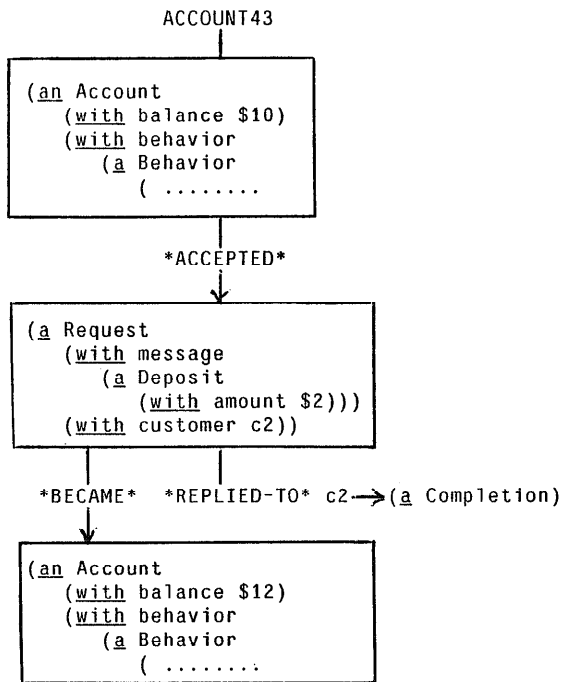 ACCOUNT43
(an Account
(with balance $10)
(with behavior
(a Behavior
( ........
*ACCEPTED*
(a Request
(with message
(a Deposit
(with amount $2)))
(with customer c2))
*BECAME* *REPLIED-TO* c2→(a Completion)
(an Account
(with balance $12)
(with behavior
(a Behavior
( ........